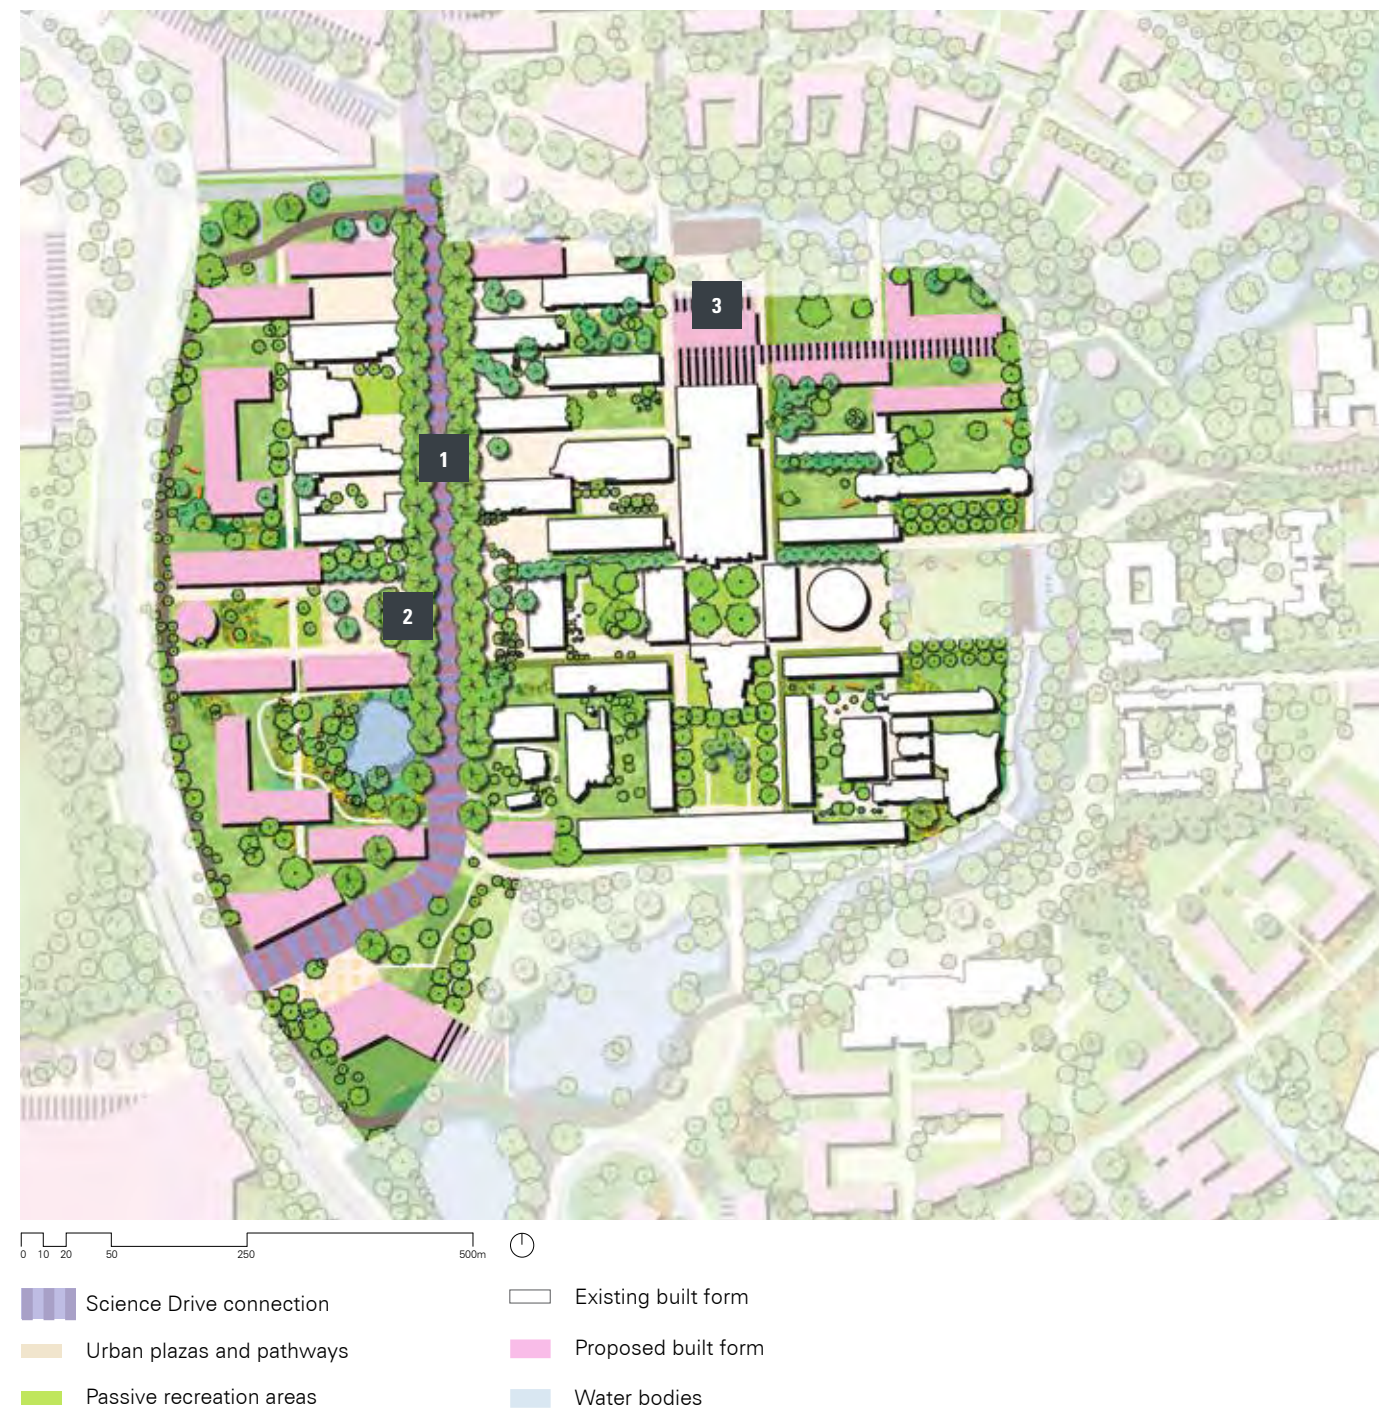 3
1
2
0 10 20 50 250 500m
Science Drive connection
Urban plazas and pathways
Passive recreation areas
Existing built form
Proposed built form
Water bodies